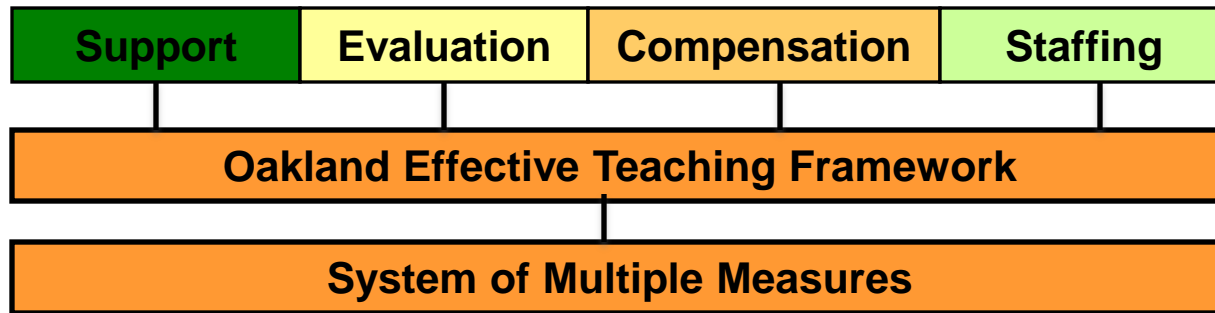 Support Evaluation Compensation Staffing
Oakland Effective Teaching Framework
System of Multiple Measures